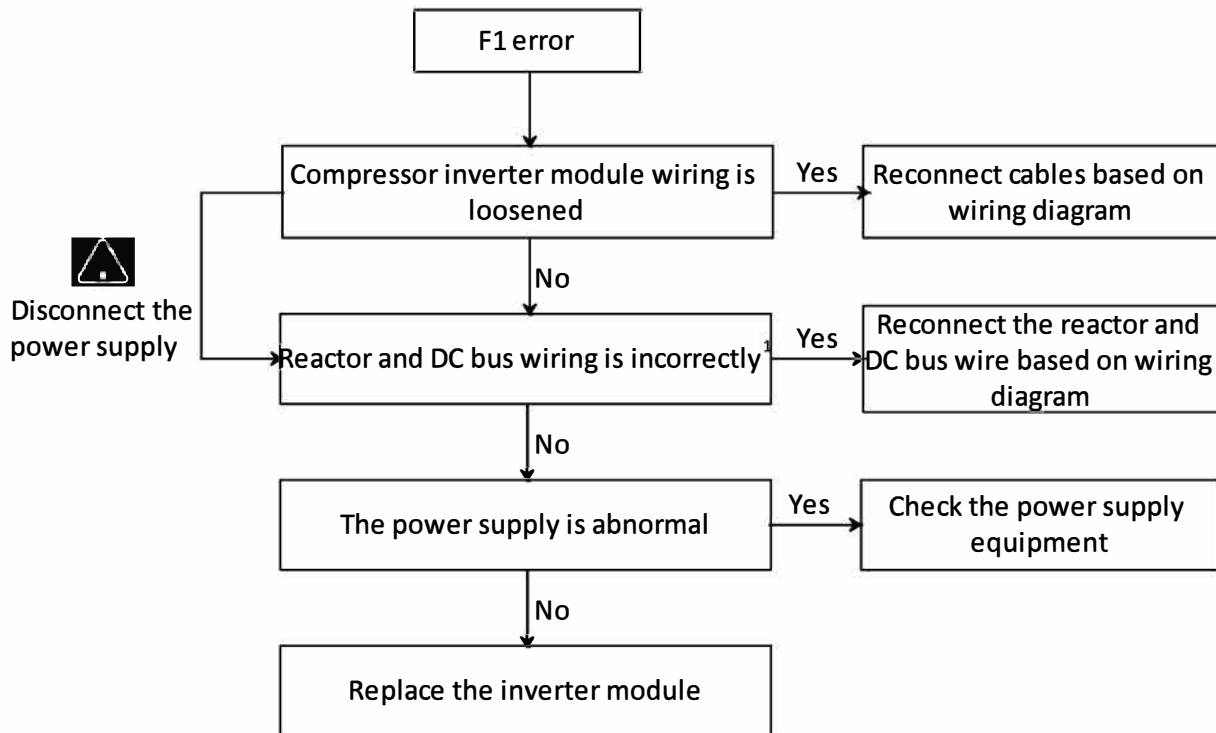 F1 error
Compressor inverter module wiring is
loosened
Yes
Reconnect cables based on
wiring diagram
No
Disconnect the
power supply
Reactor and DC bus wiring is incorrectly¹
Yes
Reconnect the reactor and
DC bus wire based on wiring
diagram
No
The power supply is abnormal
Yes
Check the power supply
equipment
No
Replace the inverter module